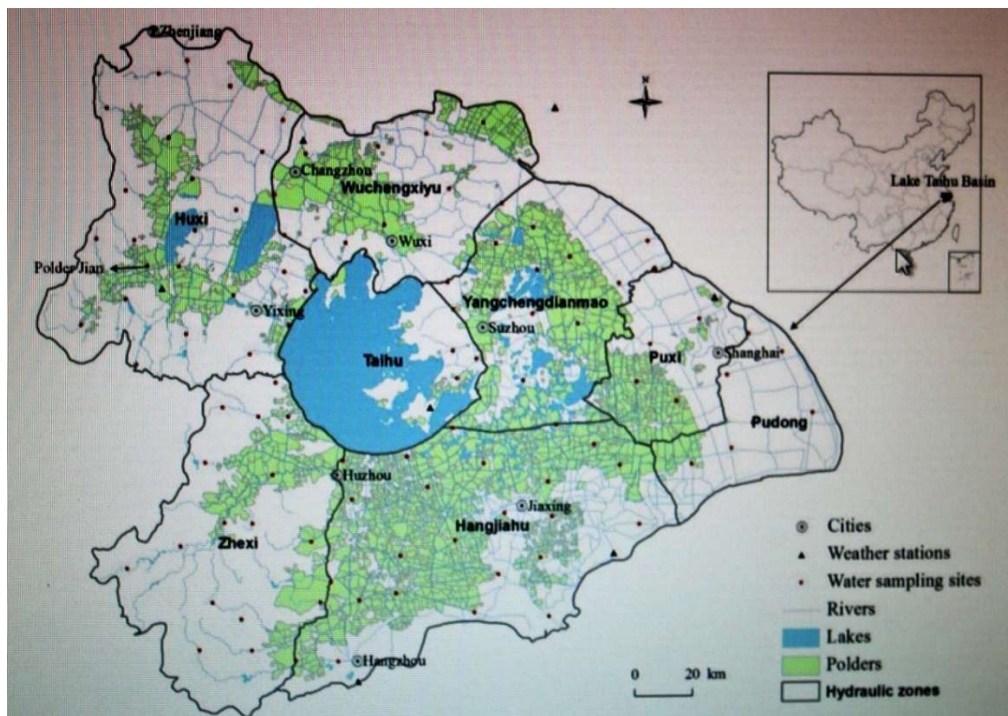 Zhenjiang
N
Changzhou
Wuchengxiyu
Lake Taihu Basin
Huxi
Wuxi
Polder Jian
Yangchengdianmao
Yixing
Suzhou
Taihu
Puxi
Shanghai
Pudong
Huzhou
Jiaxing
Hangjiahu
Zhexi
Hangzhou
Cities
Weather stations
Water sampling sites
Rivers
Lakes
Polders
Hydraulic zones
0 20 km